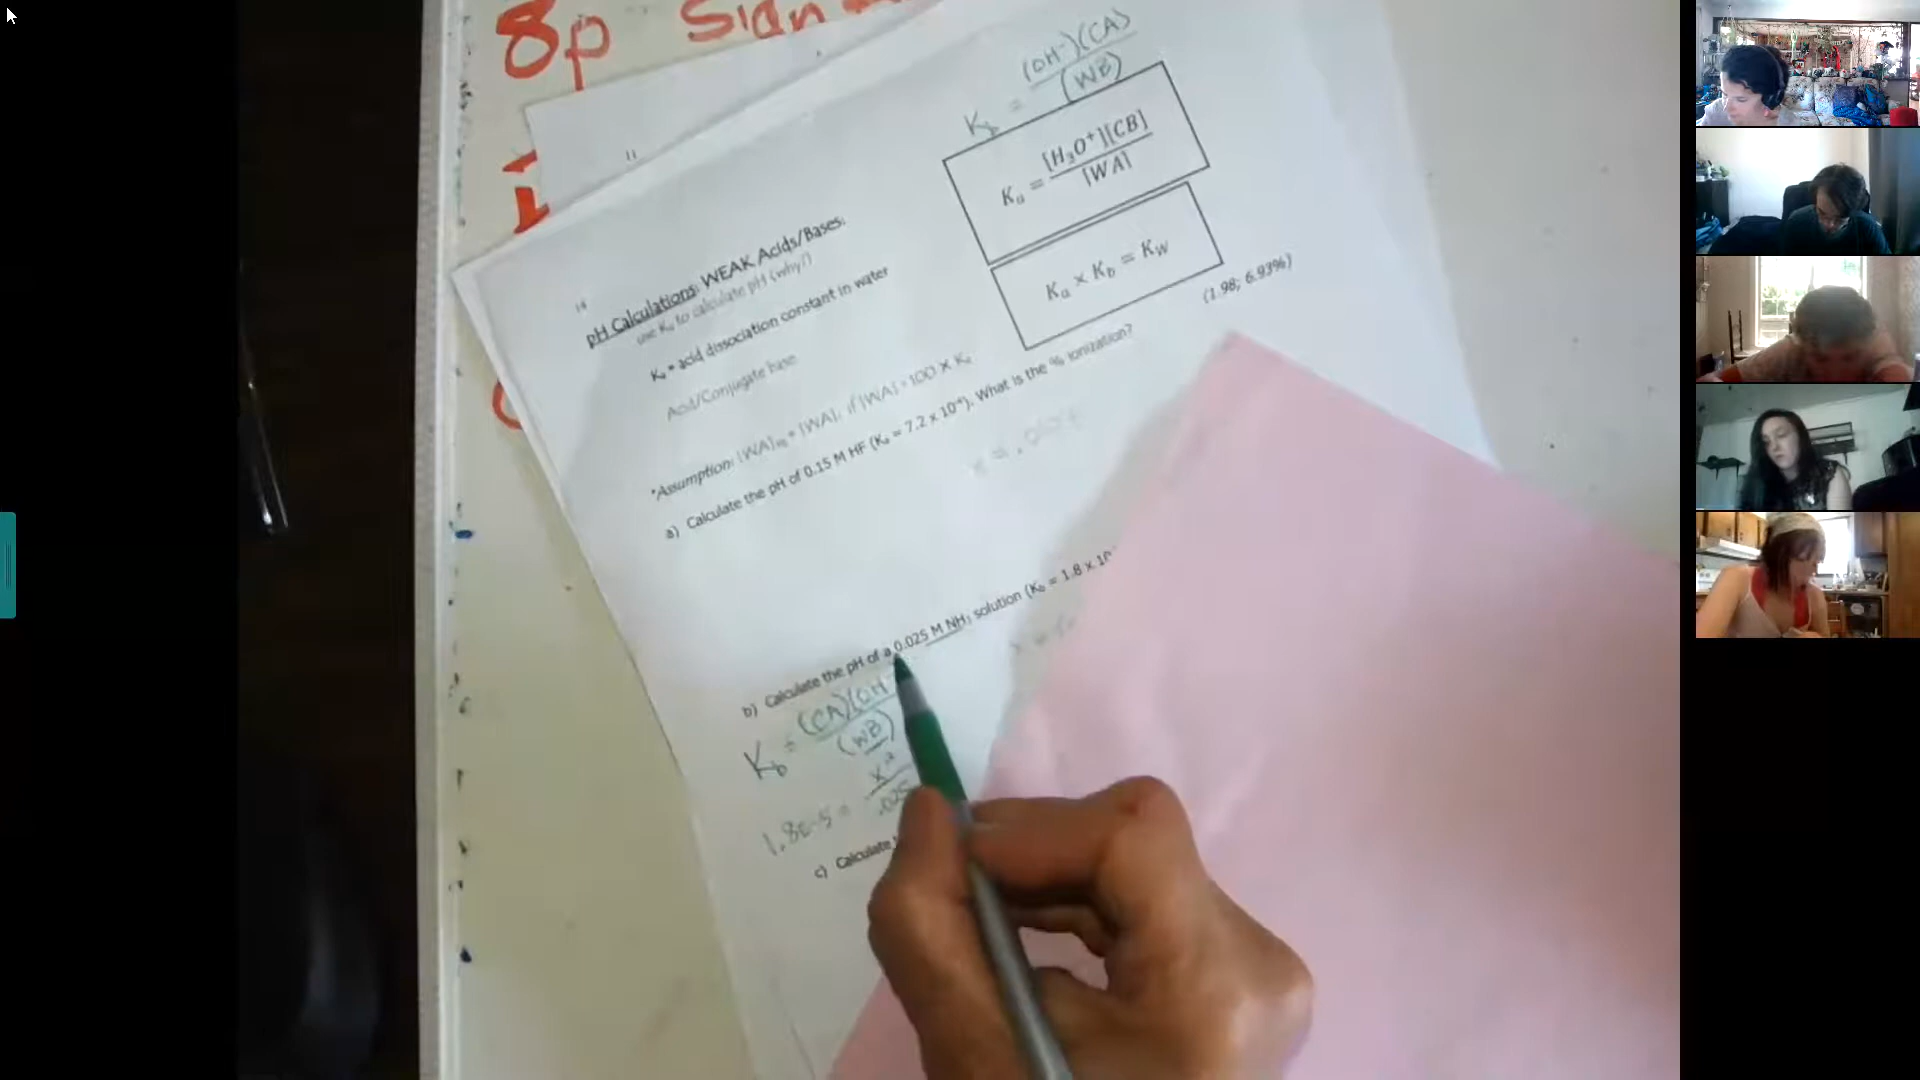 8p Sign
11
Kb = (OH⁻)(CA)
(WB)
Ka = [H₃O⁺][CB]
[WA]
Ka × Kb = KW
14
pH Calculations: WEAK Acids/Bases:
use Ka to calculate pH (why?)
Ka = acid dissociation constant in water
Acid/Conjugate base
*Assumption: [WA]eq = [WA]i if [WA] > 100 X Ka
(1.98; 6.93%)
a) Calculate the pH of 0.15 M HF (Ka = 7.2 x 10⁻⁴). What is the % ionization?
b) Calculate the pH of a 0.025 M NH₃ solution (Kb = 1.8 x 10
Kb = (CA)(OH⁻
(WB)
1.8e-5 = x²
.025
c) Calculate